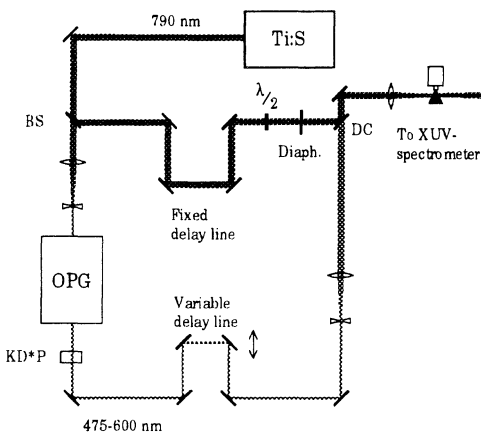 790 nm
Ti:S
BS
λ/2
Diaph.
DC
To XUV-
spectrometer
Fixed
delay line
OPG
Variable
delay line
KD*P
475-600 nm